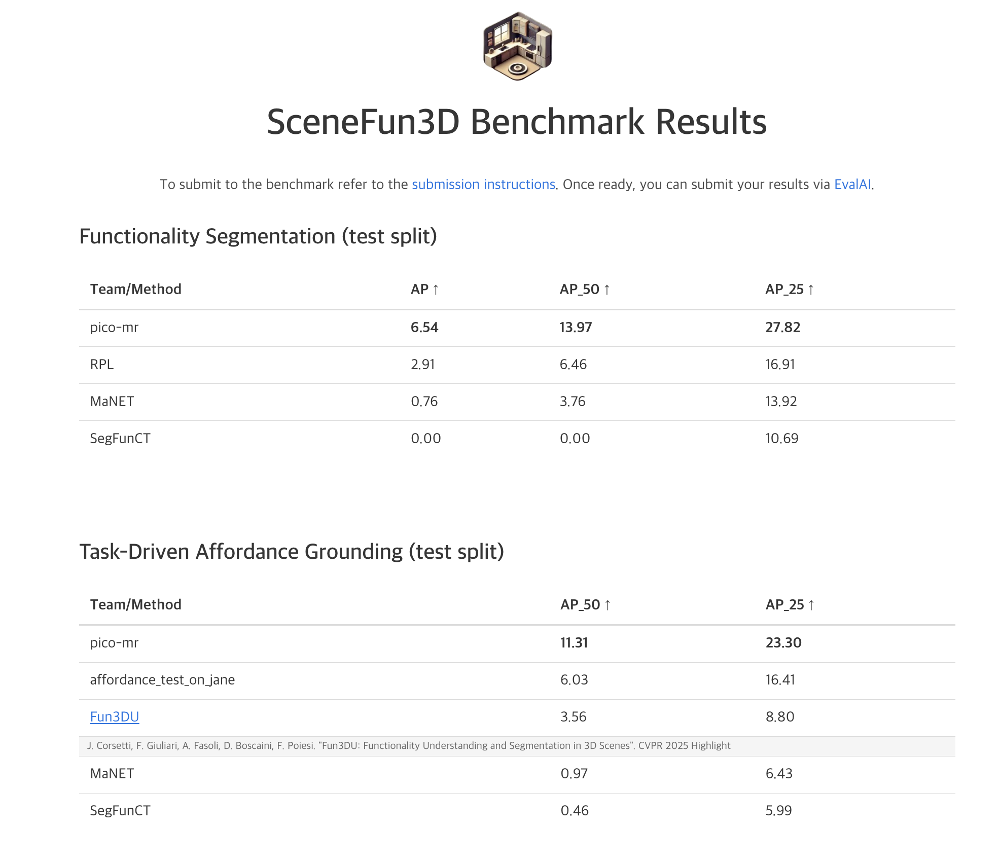 SceneFun3D Benchmark Results
To submit to the benchmark refer to the submission instructions. Once ready, you can submit your results via EvalAI.
Functionality Segmentation (test split)
Team/Method AP ↑ AP_50 ↑ AP_25 ↑
pico-mr 6.54 13.97 27.82
RPL 2.91 6.46 16.91
MaNET 0.76 3.76 13.92
SegFunCT 0.00 0.00 10.69
Task-Driven Affordance Grounding (test split)
Team/Method AP_50 ↑ AP_25 ↑
pico-mr 11.31 23.30
affordance_test_on_jane 6.03 16.41
Fun3DU 3.56 8.80
J. Corsetti, F. Giuliari, A. Fasoli, D. Boscaini, F. Poiesi. "Fun3DU: Functionality Understanding and Segmentation in 3D Scenes". CVPR 2025 Highlight
MaNET 0.97 6.43
SegFunCT 0.46 5.99